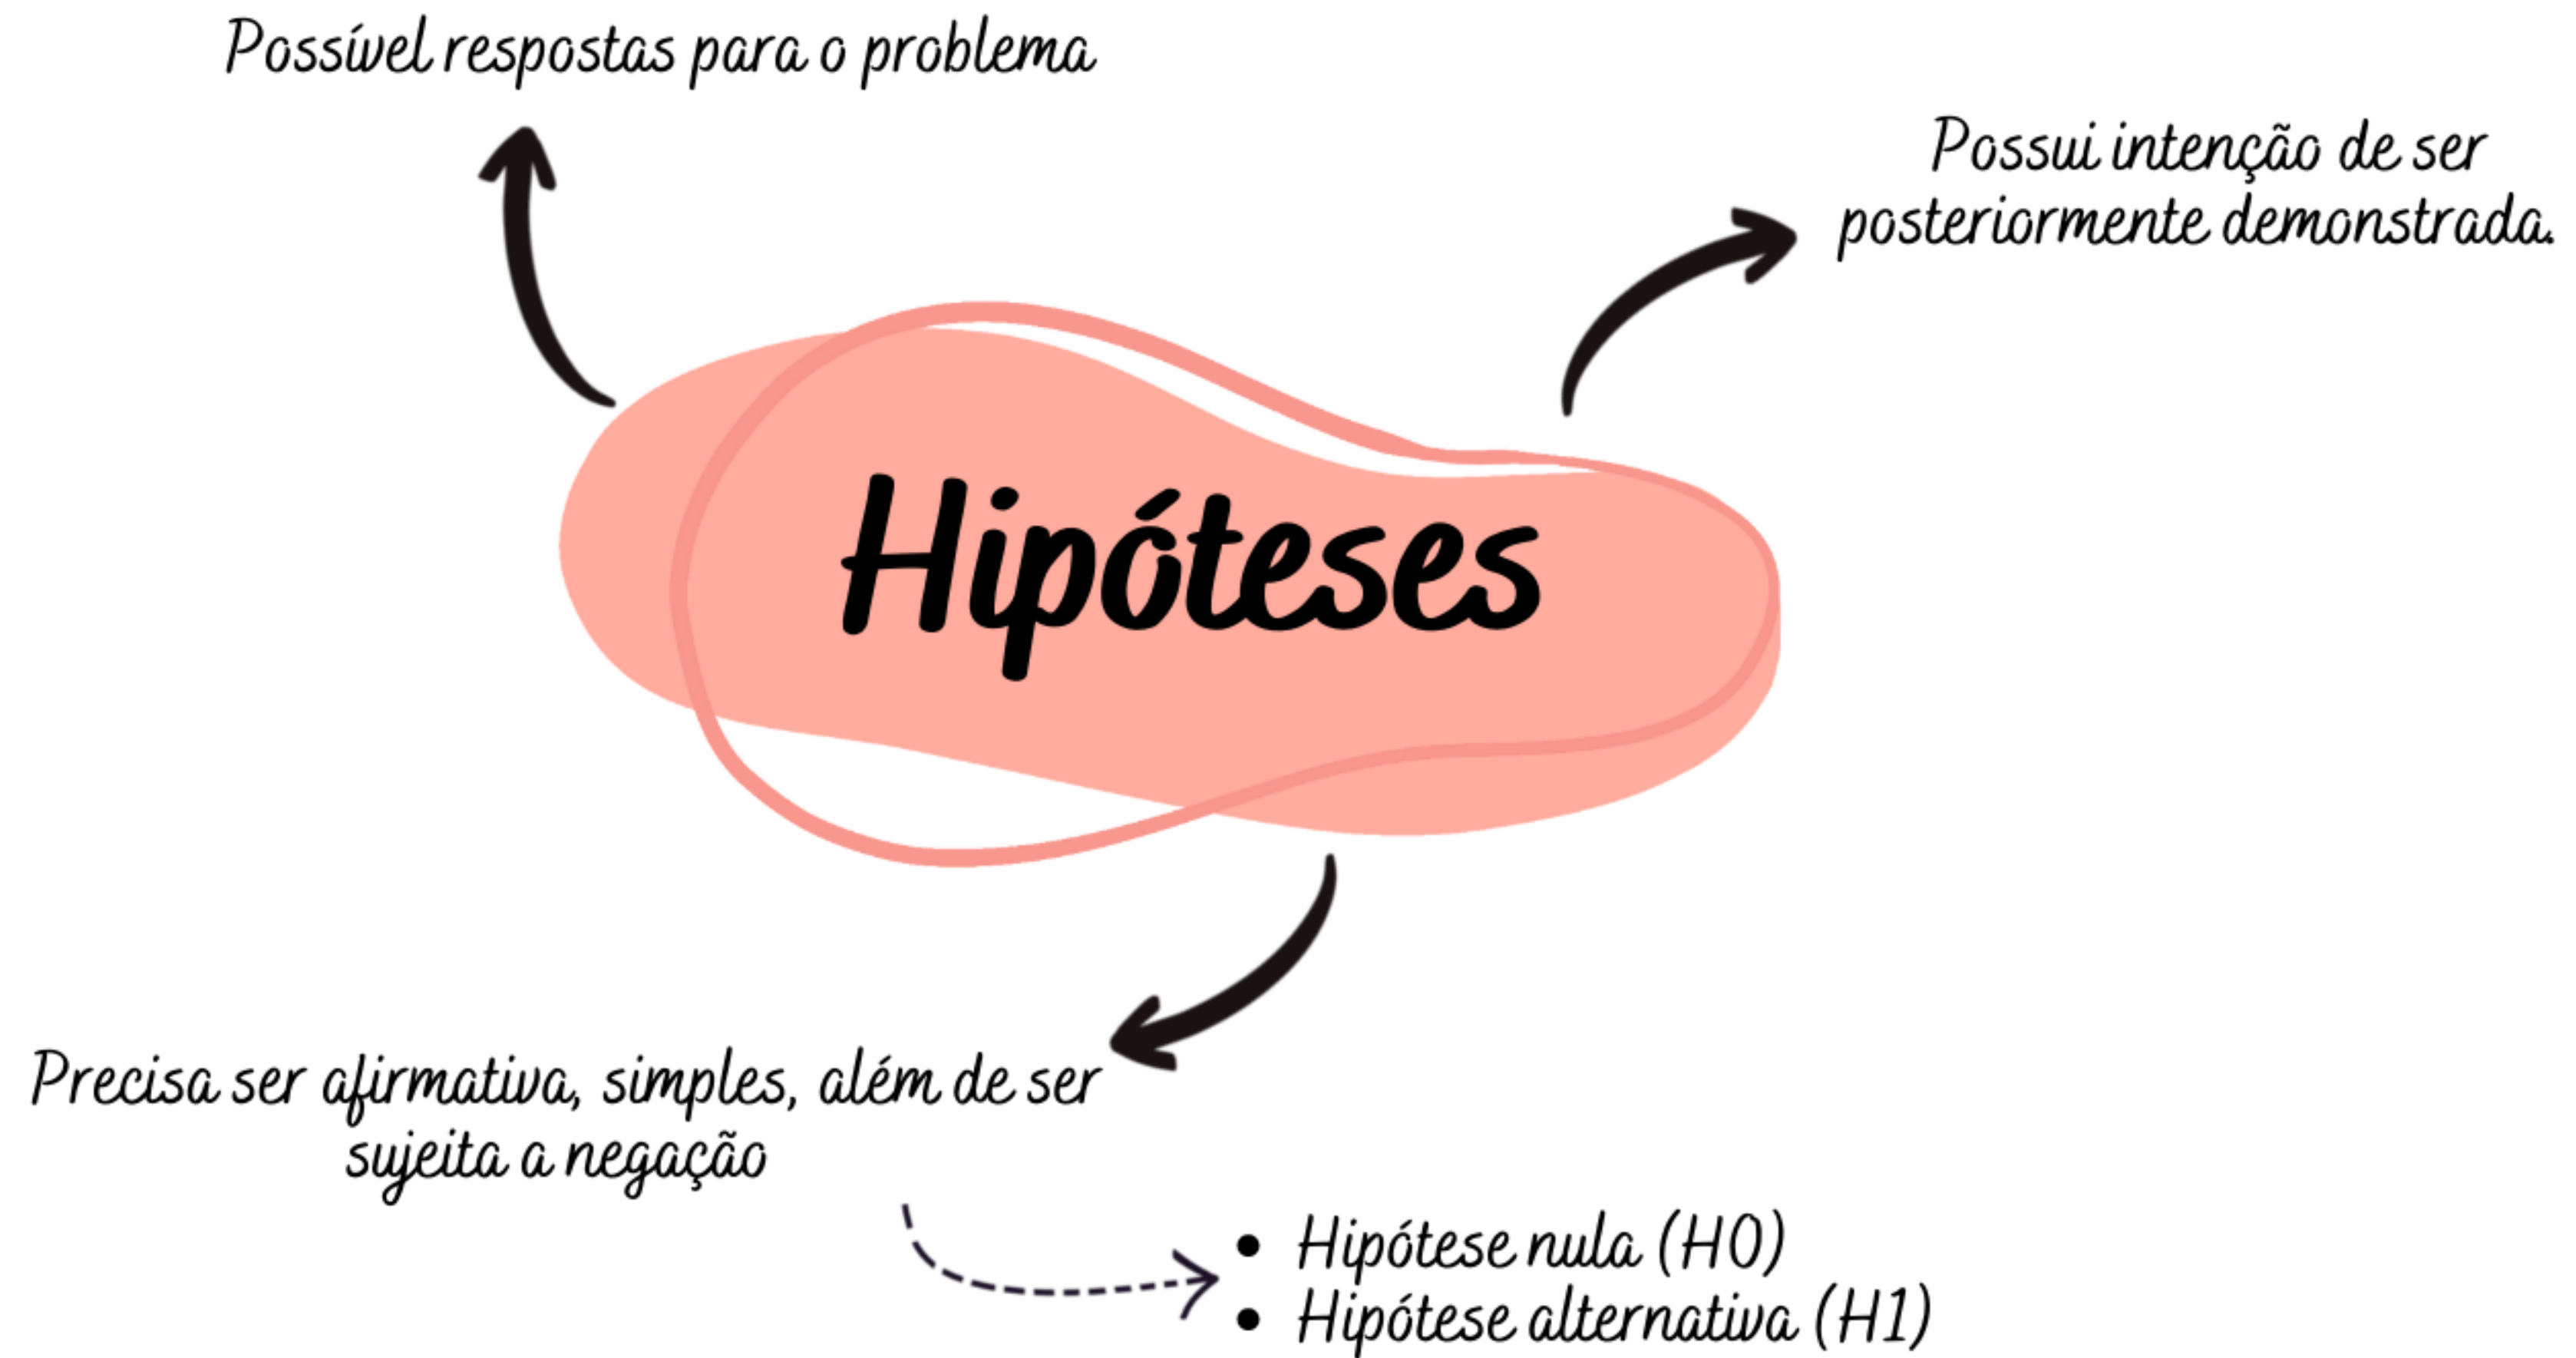 Possível respostas para o problema
Possui intenção de ser
posteriormente demonstrada.
Hipóteses
Precisa ser afirmativa, simples, além de ser
sujeita a negação
• Hipótese nula (H0)
• Hipótese alternativa (H1)